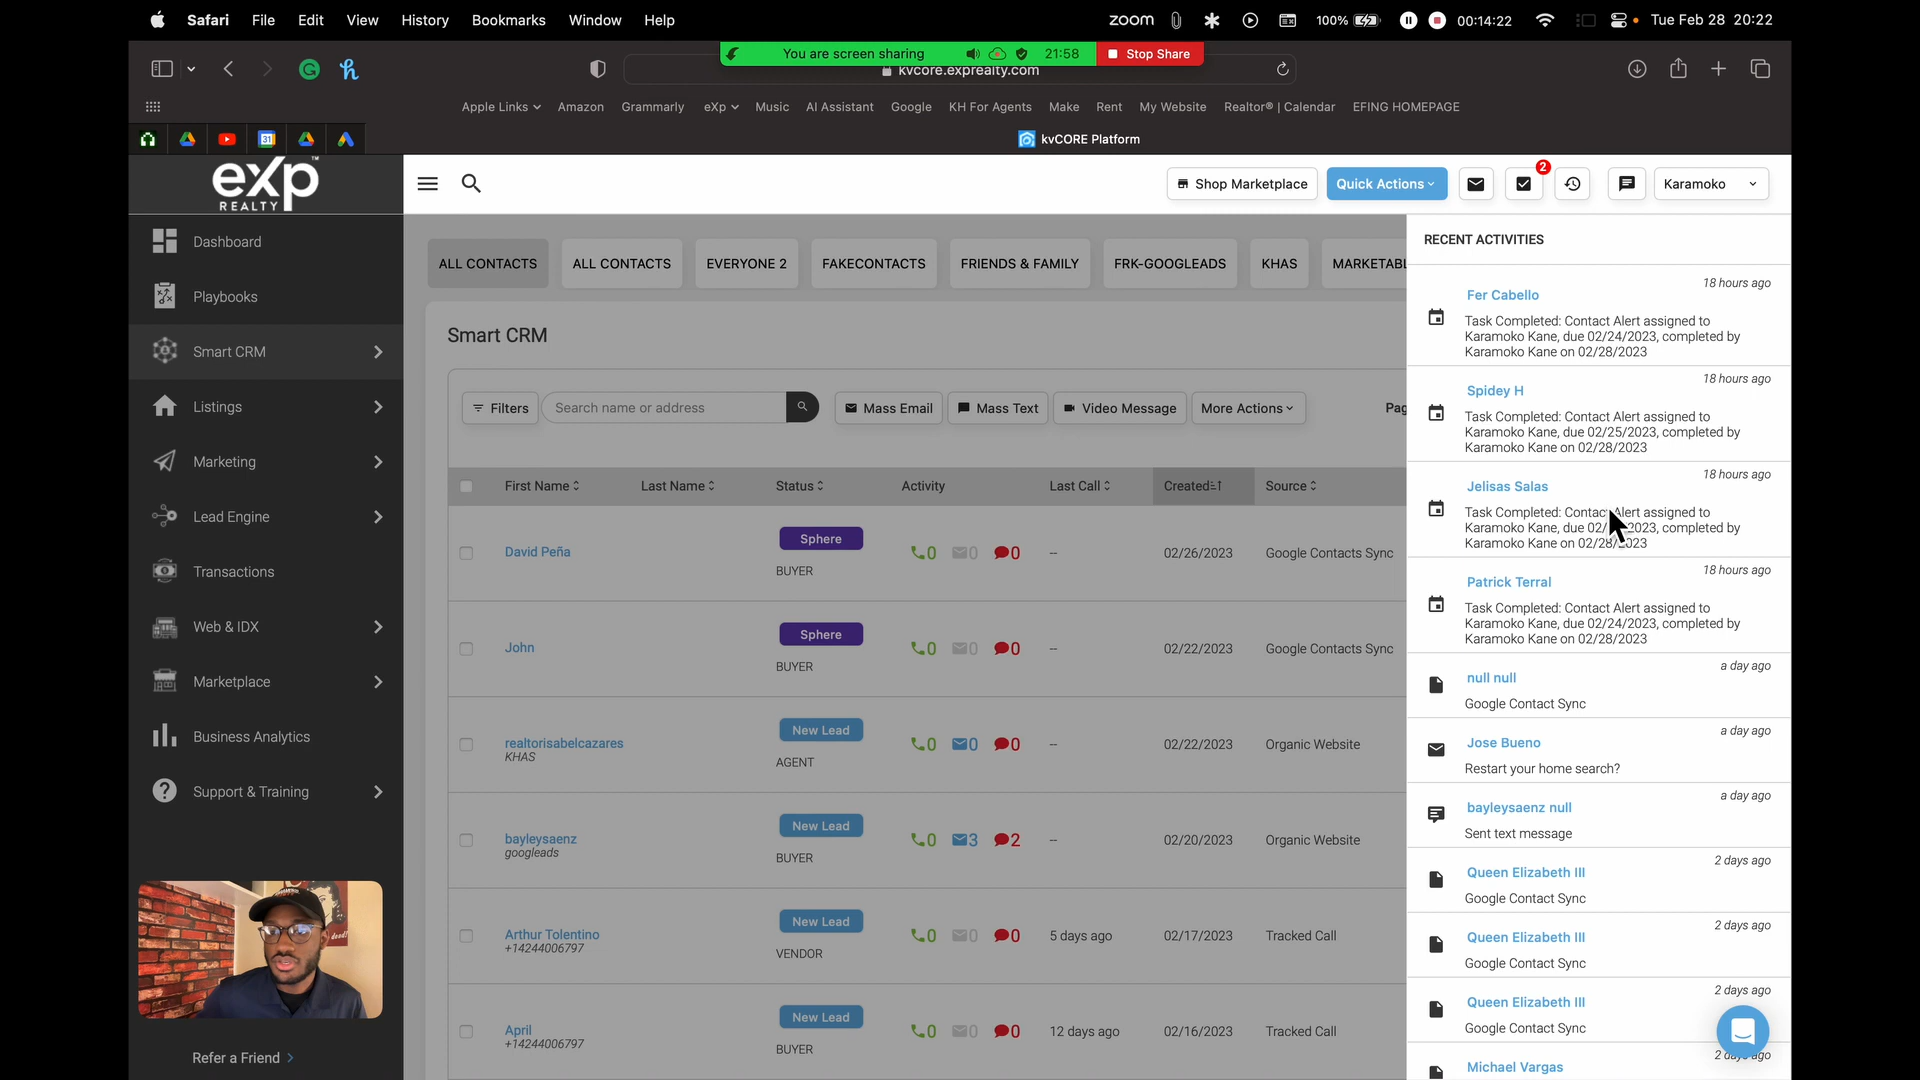 Safari File Edit View History Bookmarks Window Help
zoom 100% 00:14:22 Tue Feb 28 20:22
You are screen sharing 21:58 Stop Share
kvcore.exprealty.com
Apple Links Amazon Grammarly eXp Music AI Assistant Google KH For Agents Make Rent My Website Realtor® | Calendar EFING HOMEPAGE
31
kvCORE Platform
eXp™
REALTY
Shop Marketplace Quick Actions 2 Karamoko
Dashboard
Playbooks
Smart CRM
Listings
Marketing
Lead Engine
Transactions
Web & IDX
Marketplace
Business Analytics
Support & Training
Refer a Friend
ALL CONTACTS ALL CONTACTS EVERYONE 2 FAKECONTACTS FRIENDS & FAMILY FRK-GOOGLEADS KHAS MARKETABL
Smart CRM
Filters Search name or address Mass Email Mass Text Video Message More Actions Pag
First Name Last Name Status Activity Last Call Created Source
David Peña Sphere 0 0 0 -- 02/26/2023 Google Contacts Sync
BUYER
John Sphere 0 0 0 -- 02/22/2023 Google Contacts Sync
BUYER
realtorisabelcazares New Lead 0 0 0 -- 02/22/2023 Organic Website
KHAS AGENT
bayleysaenz New Lead 0 3 2 -- 02/20/2023 Organic Website
googleads BUYER
Arthur Tolentino New Lead 0 0 0 5 days ago 02/17/2023 Tracked Call
+14244006797 VENDOR
April New Lead 0 0 0 12 days ago 02/16/2023 Tracked Call
+14244006797 BUYER
RECENT ACTIVITIES
18 hours ago
Fer Cabello
Task Completed: Contact Alert assigned to
Karamoko Kane, due 02/24/2023, completed by
Karamoko Kane on 02/28/2023
18 hours ago
Spidey H
Task Completed: Contact Alert assigned to
Karamoko Kane, due 02/25/2023, completed by
Karamoko Kane on 02/28/2023
18 hours ago
Jelisas Salas
Task Completed: Contact Alert assigned to
Karamoko Kane, due 02/ 2023, completed by
Karamoko Kane on 02/28/2023
18 hours ago
Patrick Terral
Task Completed: Contact Alert assigned to
Karamoko Kane, due 02/24/2023, completed by
Karamoko Kane on 02/28/2023
a day ago
null null
Google Contact Sync
a day ago
Jose Bueno
Restart your home search?
a day ago
bayleysaenz null
Sent text message
2 days ago
Queen Elizabeth III
Google Contact Sync
2 days ago
Queen Elizabeth III
Google Contact Sync
2 days ago
Queen Elizabeth III
Google Contact Sync
2 days ago
Michael Vargas